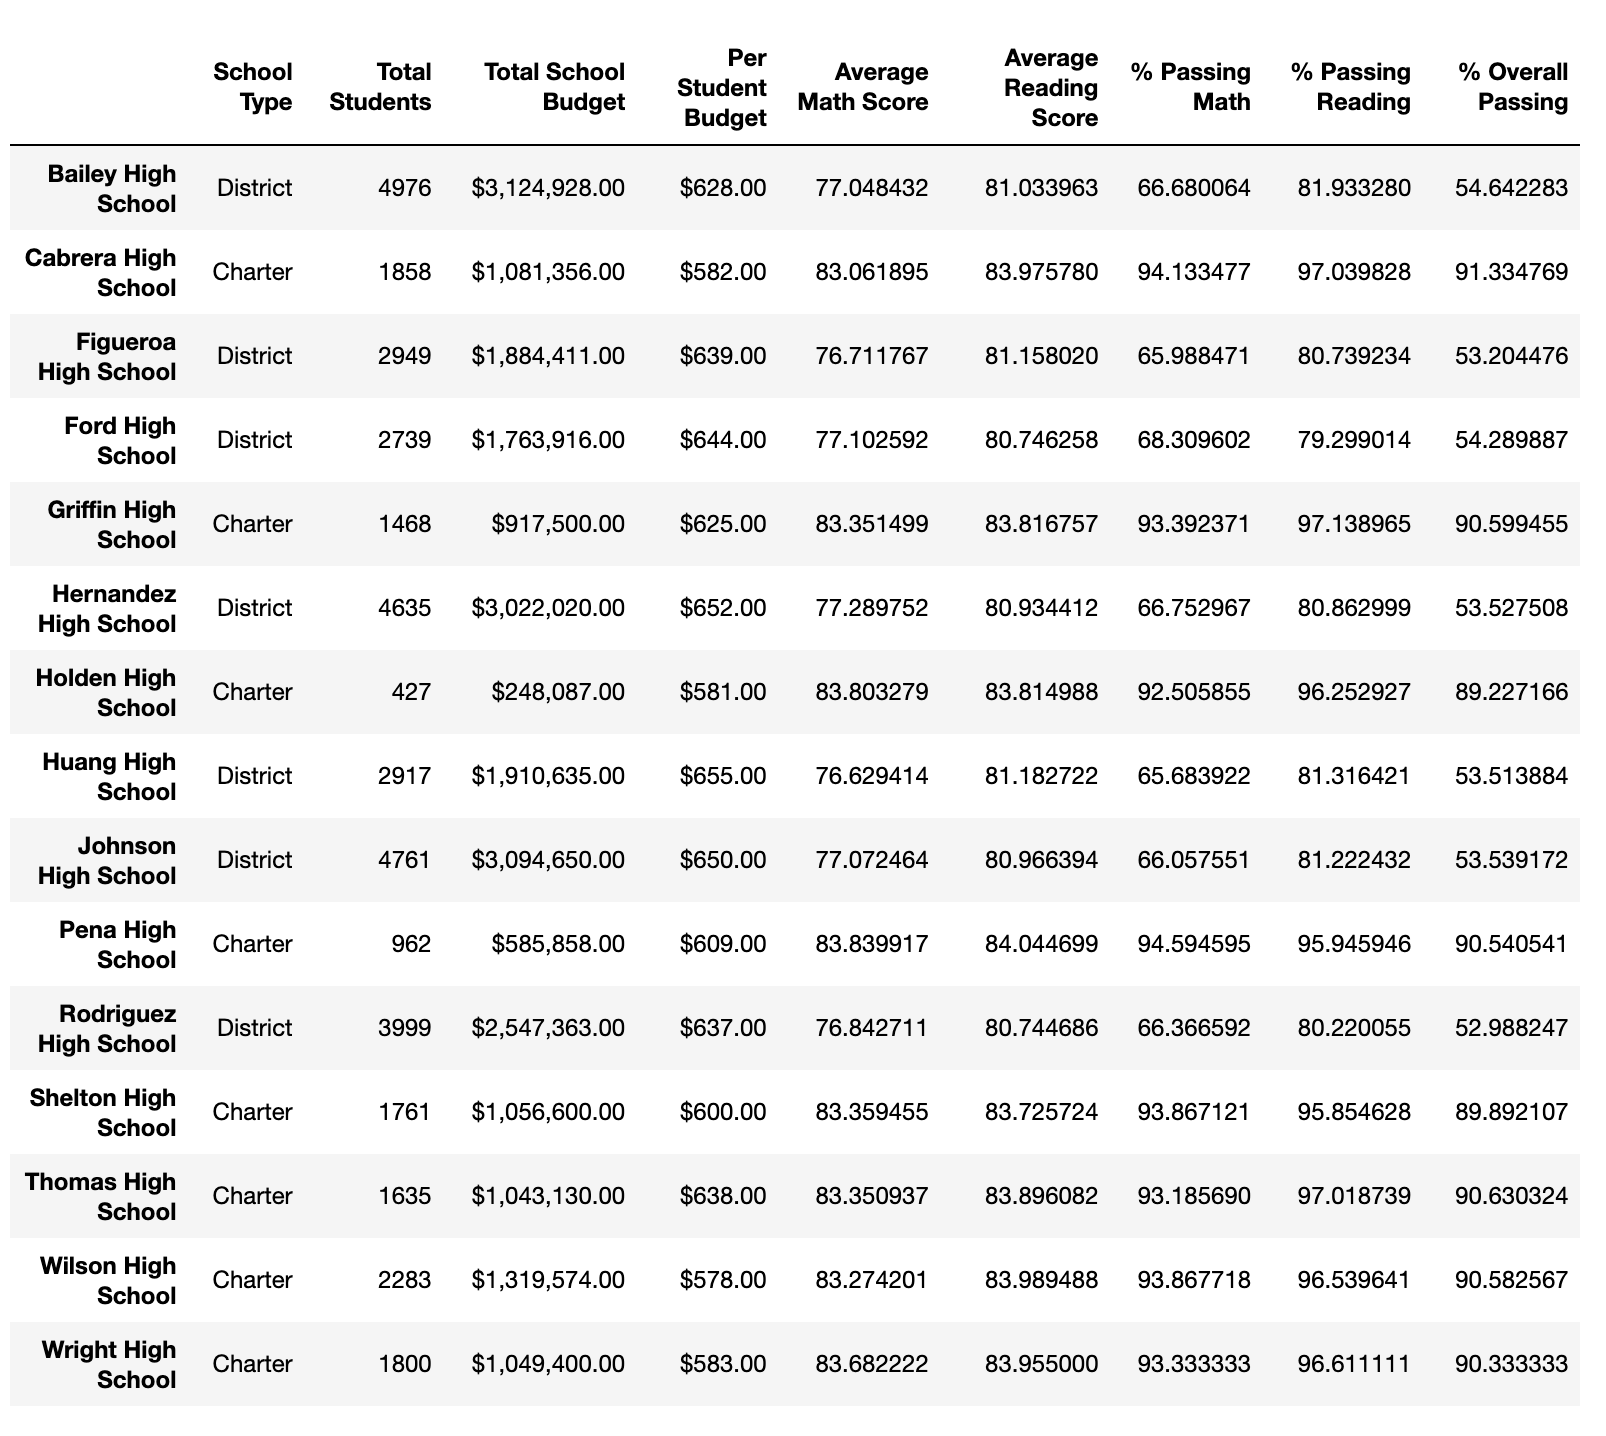 School Type Total Students Total School Budget Per Student Budget Average Math Score Average Reading Score % Passing Math % Passing Reading % Overall Passing
Bailey High School District 4976 $3,124,928.00 $628.00 77.048432 81.033963 66.680064 81.933280 54.642283
Cabrera High School Charter 1858 $1,081,356.00 $582.00 83.061895 83.975780 94.133477 97.039828 91.334769
Figueroa High School District 2949 $1,884,411.00 $639.00 76.711767 81.158020 65.988471 80.739234 53.204476
Ford High School District 2739 $1,763,916.00 $644.00 77.102592 80.746258 68.309602 79.299014 54.289887
Griffin High School Charter 1468 $917,500.00 $625.00 83.351499 83.816757 93.392371 97.138965 90.599455
Hernandez High School District 4635 $3,022,020.00 $652.00 77.289752 80.934412 66.752967 80.862999 53.527508
Holden High School Charter 427 $248,087.00 $581.00 83.803279 83.814988 92.505855 96.252927 89.227166
Huang High School District 2917 $1,910,635.00 $655.00 76.629414 81.182722 65.683922 81.316421 53.513884
Johnson High School District 4761 $3,094,650.00 $650.00 77.072464 80.966394 66.057551 81.222432 53.539172
Pena High School Charter 962 $585,858.00 $609.00 83.839917 84.044699 94.594595 95.945946 90.540541
Rodriguez High School District 3999 $2,547,363.00 $637.00 76.842711 80.744686 66.366592 80.220055 52.988247
Shelton High School Charter 1761 $1,056,600.00 $600.00 83.359455 83.725724 93.867121 95.854628 89.892107
Thomas High School Charter 1635 $1,043,130.00 $638.00 83.350937 83.896082 93.185690 97.018739 90.630324
Wilson High School Charter 2283 $1,319,574.00 $578.00 83.274201 83.989488 93.867718 96.539641 90.582567
Wright High School Charter 1800 $1,049,400.00 $583.00 83.682222 83.955000 93.333333 96.611111 90.333333